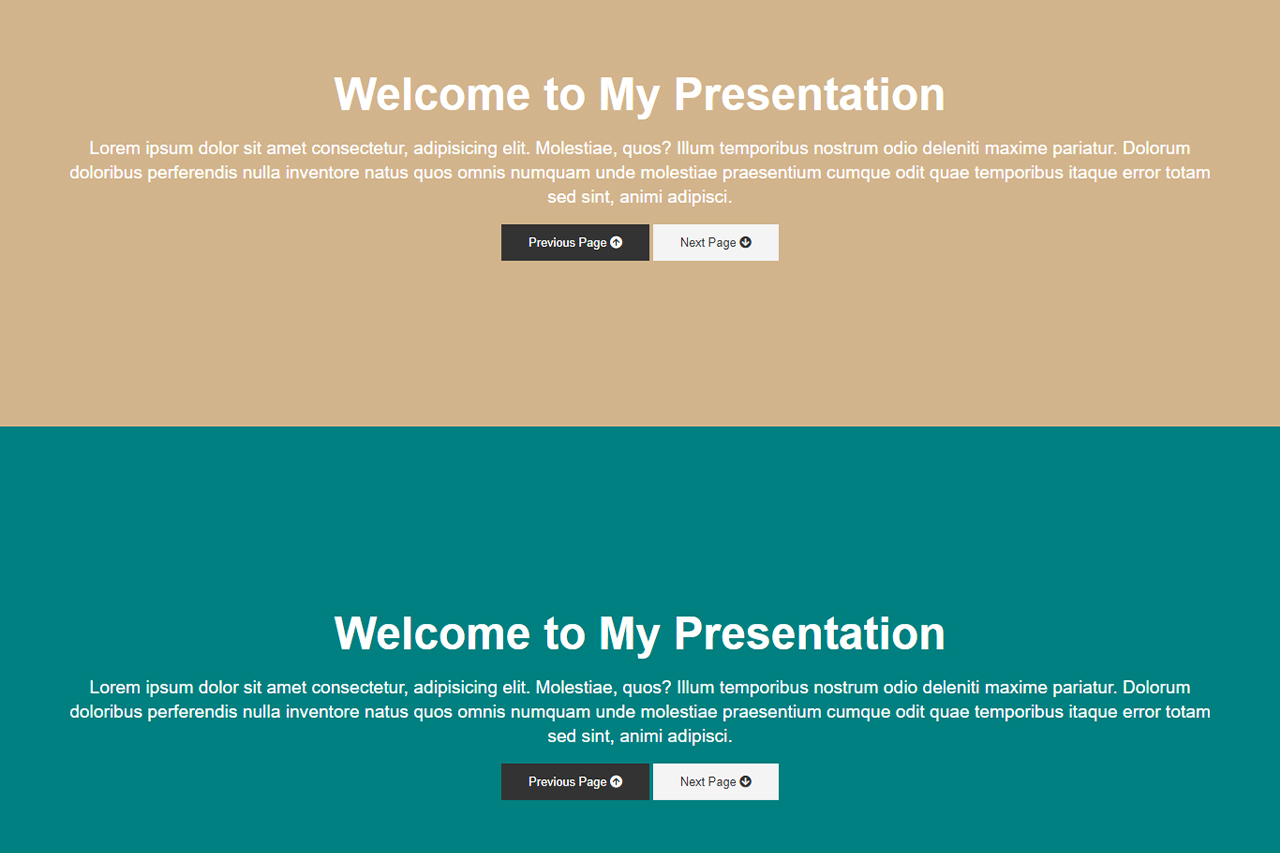 Welcome to My Presentation
Lorem ipsum dolor sit amet consectetur, adipisicing elit. Molestiae, quos? Illum temporibus nostrum odio deleniti maxime pariatur. Dolorum
doloribus perferendis nulla inventore natus quos omnis numquam unde molestiae praesentium cumque odit quae temporibus itaque error totam
sed sint, animi adipisci.
Previous Page Next Page
Welcome to My Presentation
Lorem ipsum dolor sit amet consectetur, adipisicing elit. Molestiae, quos? Illum temporibus nostrum odio deleniti maxime pariatur. Dolorum
doloribus perferendis nulla inventore natus quos omnis numquam unde molestiae praesentium cumque odit quae temporibus itaque error totam
sed sint, animi adipisci.
Previous Page Next Page